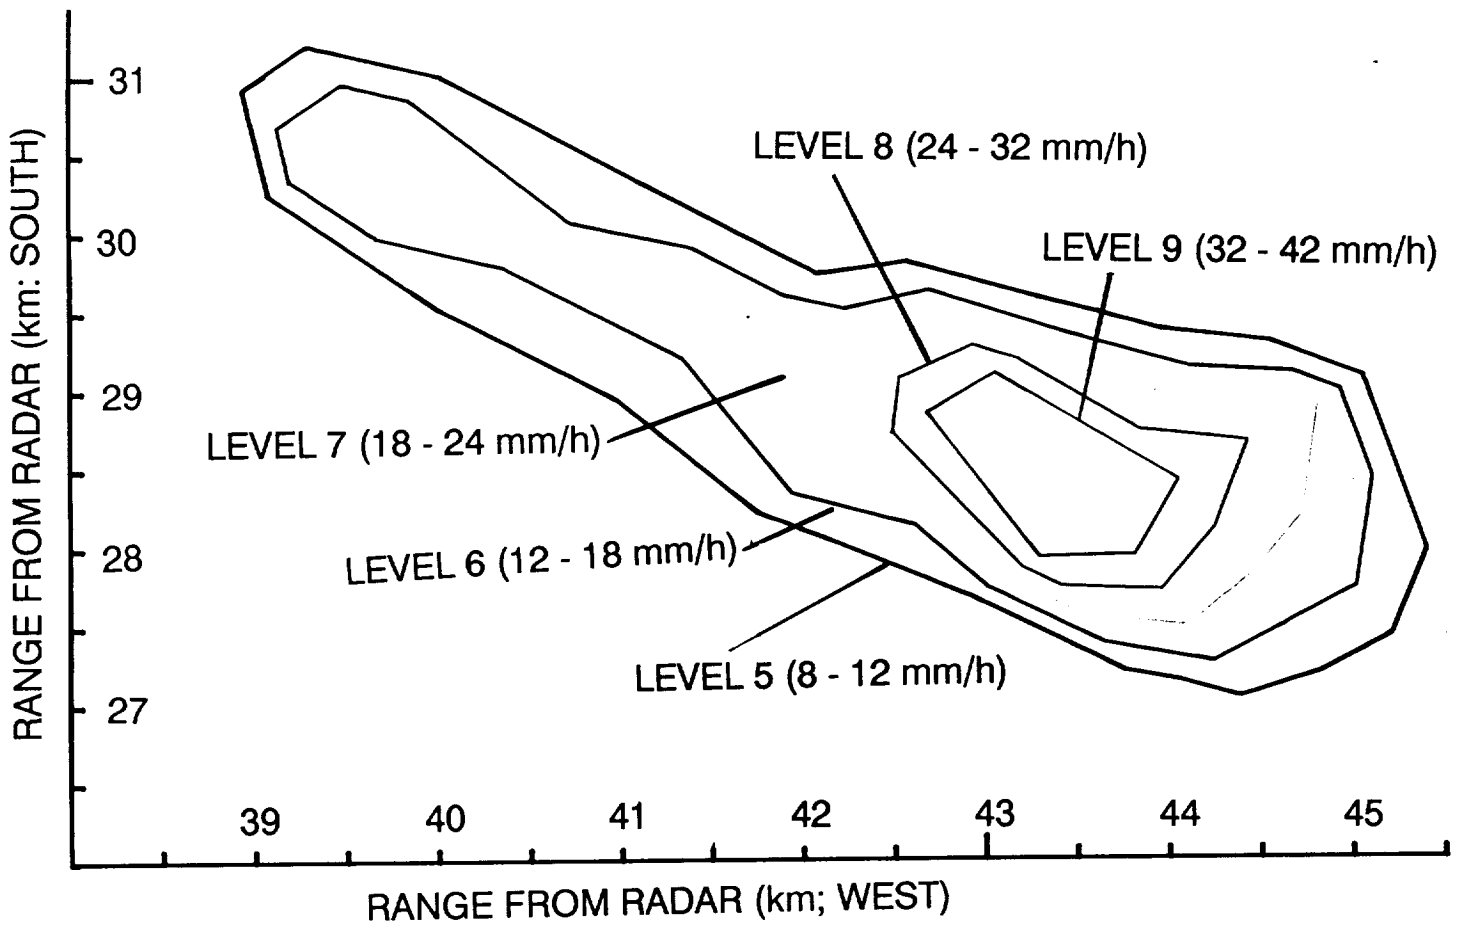 31
LEVEL 8 (24 - 32 mm/h)
30
LEVEL 9 (32 - 42 mm/h)
29
LEVEL 7 (18 - 24 mm/h)
28
LEVEL 6 (12 - 18 mm/h)
LEVEL 5 (8 - 12 mm/h)
27
RANGE FROM RADAR (km: SOUTH)
39 40 41 42 43 44 45
RANGE FROM RADAR (km; WEST)